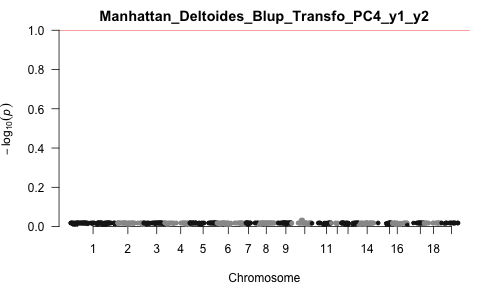 Manhattan_Deltoides_Blup_Transfo_PC4_y1_y2
1.0
0.8
0.6
0.4
0.2
0.0
− log10(p)
1 2 3 4 5 6 7 8 9 11 14 16 18
Chromosome